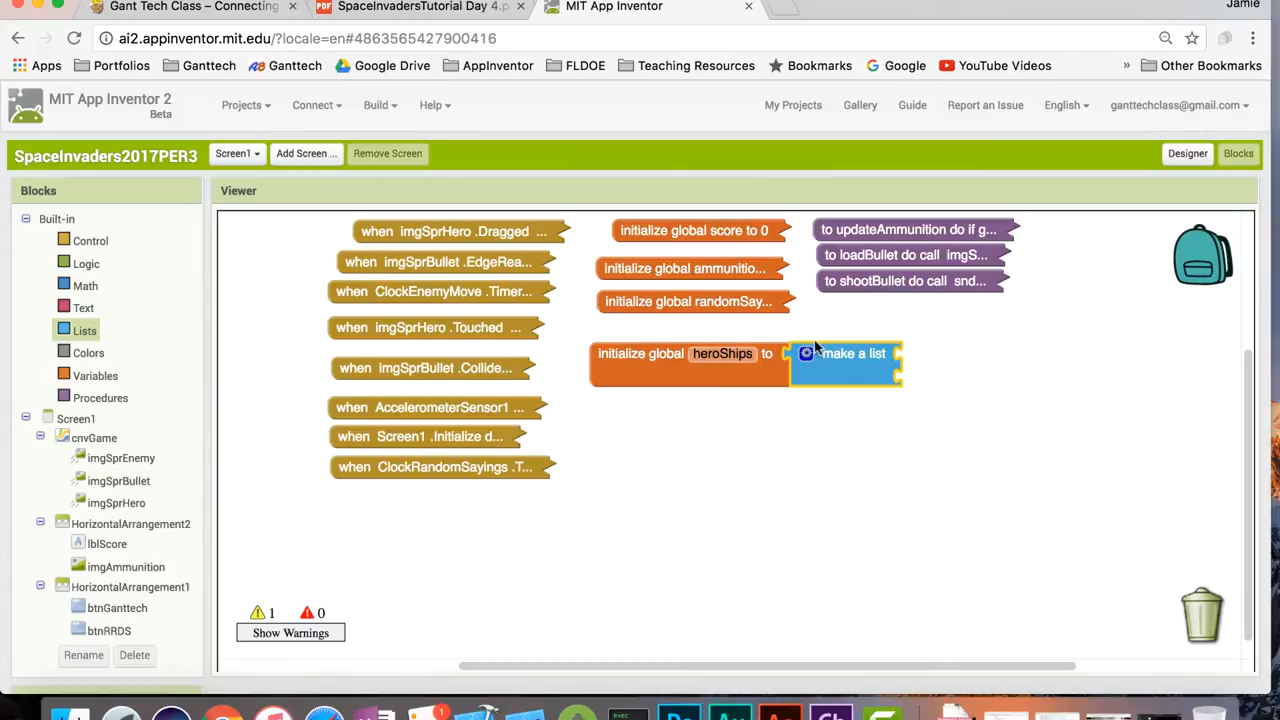 Jamie
Gant Tech Class – Connecting
SpaceInvadersTutorial Day 4.p
MIT App Inventor
ai2.appinventor.mit.edu/?locale=en#4863565427900416
Apps Portfolios Ganttech Ganttech Google Drive AppInventor FLDOE Teaching Resources Bookmarks Google YouTube Videos » Other Bookmarks
MIT App Inventor 2
Beta
Projects Connect Build Help My Projects Gallery Guide Report an Issue English ganttechclass@gmail.com
SpaceInvaders2017PER3 Screen1 Add Screen ... Remove Screen Designer Blocks
Blocks
Viewer
Built-in
Control
Logic
Math
Text
Lists
Colors
Variables
Procedures
Screen1
cnvGame
imgSprEnemy
imgSprBullet
imgSprHero
HorizontalArrangement2
lblScore
imgAmmunition
HorizontalArrangement1
btnGanttech
btnRRDS
Rename Delete
when imgSprHero .Dragged ...
when imgSprBullet .EdgeRea...
when ClockEnemyMove .Timer...
when imgSprHero .Touched ...
when imgSprBullet .Collide...
when AccelerometerSensor1 ...
when Screen1 .Initialize d...
when ClockRandomSayings .T...
initialize global score to 0
initialize global ammunitio...
initialize global randomSay...
initialize global heroShips to make a list
to updateAmmunition do if g...
to loadBullet do call imgS...
to shootBullet do call snd...
1 0
Show Warnings
exec